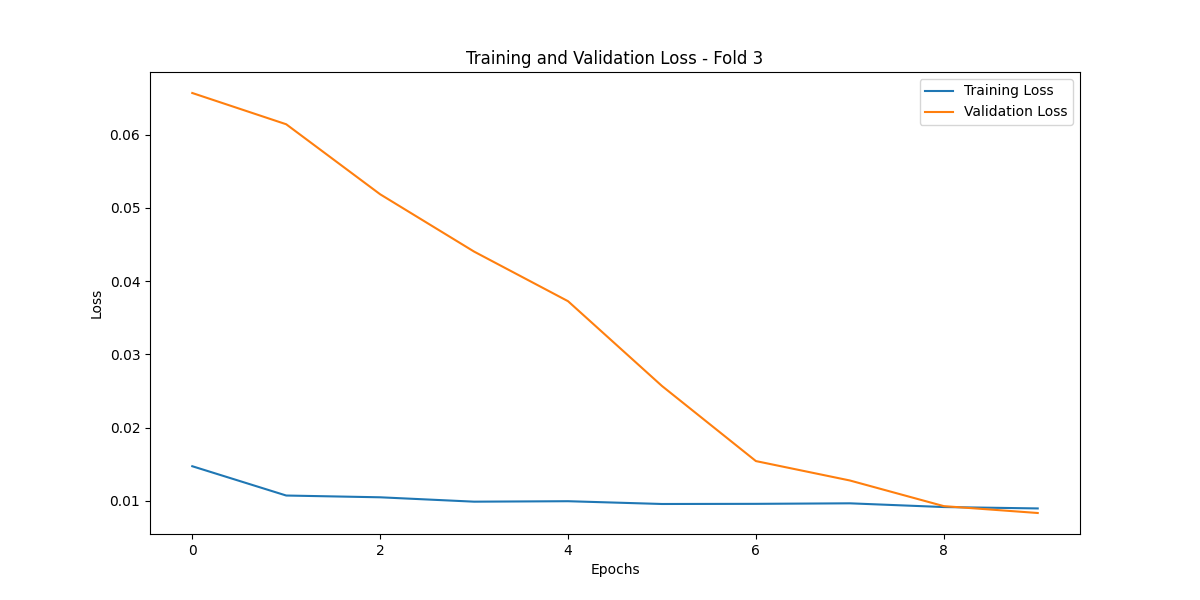 Training and Validation Loss - Fold 3
Training Loss
Validation Loss
0.06
0.05
0.04
0.03
0.02
0.01
Loss
0 2 4 6 8
Epochs